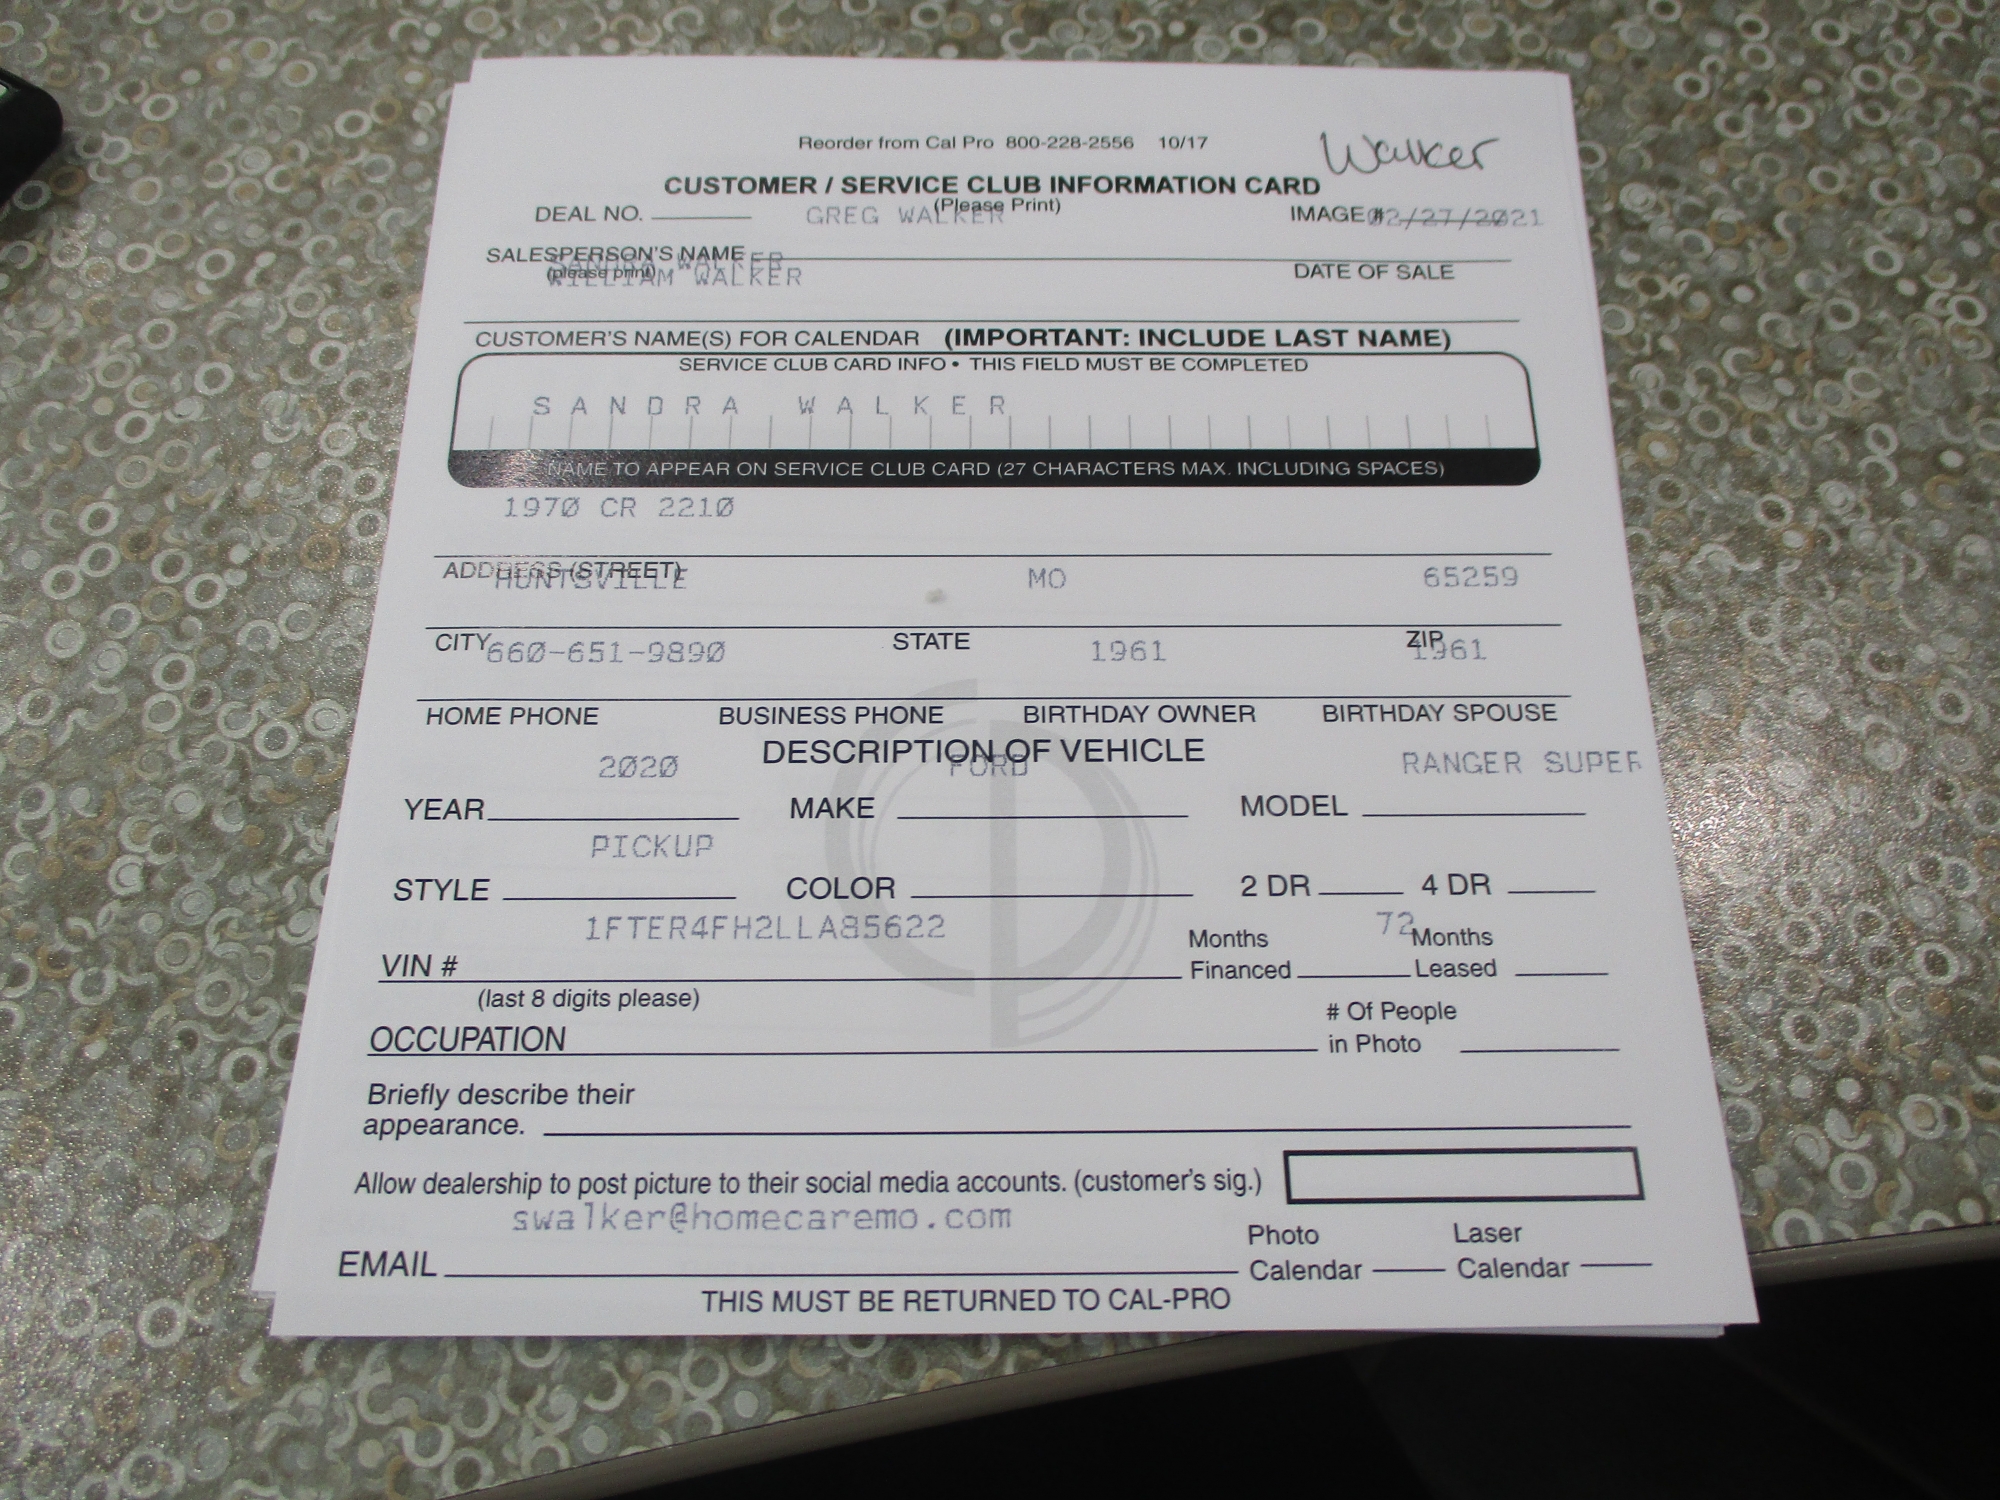 Reorder from Cal Pro 800-228-2556 10/17
Walker
CUSTOMER / SERVICE CLUB INFORMATION CARD
(Please Print)
DEAL NO. GREG WALKER IMAGE # 02/27/2021
SALESPERSON'S NAME
SANDRA WALKER
(please print) DATE OF SALE
WILLIAM WALKER
CUSTOMER'S NAME(S) FOR CALENDAR (IMPORTANT: INCLUDE LAST NAME)
SERVICE CLUB CARD INFO • THIS FIELD MUST BE COMPLETED
SANDRA WALKER
NAME TO APPEAR ON SERVICE CLUB CARD (27 CHARACTERS MAX. INCLUDING SPACES)
1970 CR 2210
ADDRESS (STREET)
HUNTSVILLE MO 65259
CITY STATE ZIP
660-651-9890 1961 1961
HOME PHONE BUSINESS PHONE BIRTHDAY OWNER BIRTHDAY SPOUSE
DESCRIPTION OF VEHICLE
2020 FORD RANGER SUPER
YEAR MAKE MODEL
PICKUP
STYLE COLOR 2 DR 4 DR
1FTER4FH2LLA85622 72
VIN # Months Financed Months Leased
(last 8 digits please)
OCCUPATION # Of People in Photo
Briefly describe their
appearance.
Allow dealership to post picture to their social media accounts. (customer's sig.)
swalker@homecaremo.com
EMAIL Photo Calendar Laser Calendar
THIS MUST BE RETURNED TO CAL-PRO